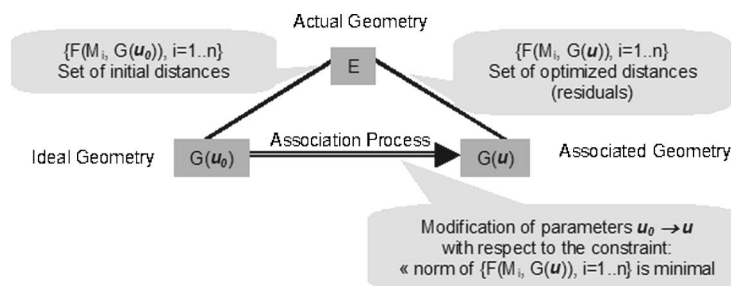 Actual Geometry
{F(Mi, G(u0)), i=1..n}
Set of initial distances
{F(Mi, G(u)), i=1..n}
Set of optimized distances
(residuals)
E
Association Process
Ideal Geometry
G(u0)
G(u)
Associated Geometry
Modification of parameters u0 → u
with respect to the constraint:
« norm of {F(Mi, G(u)), i=1..n} is minimal